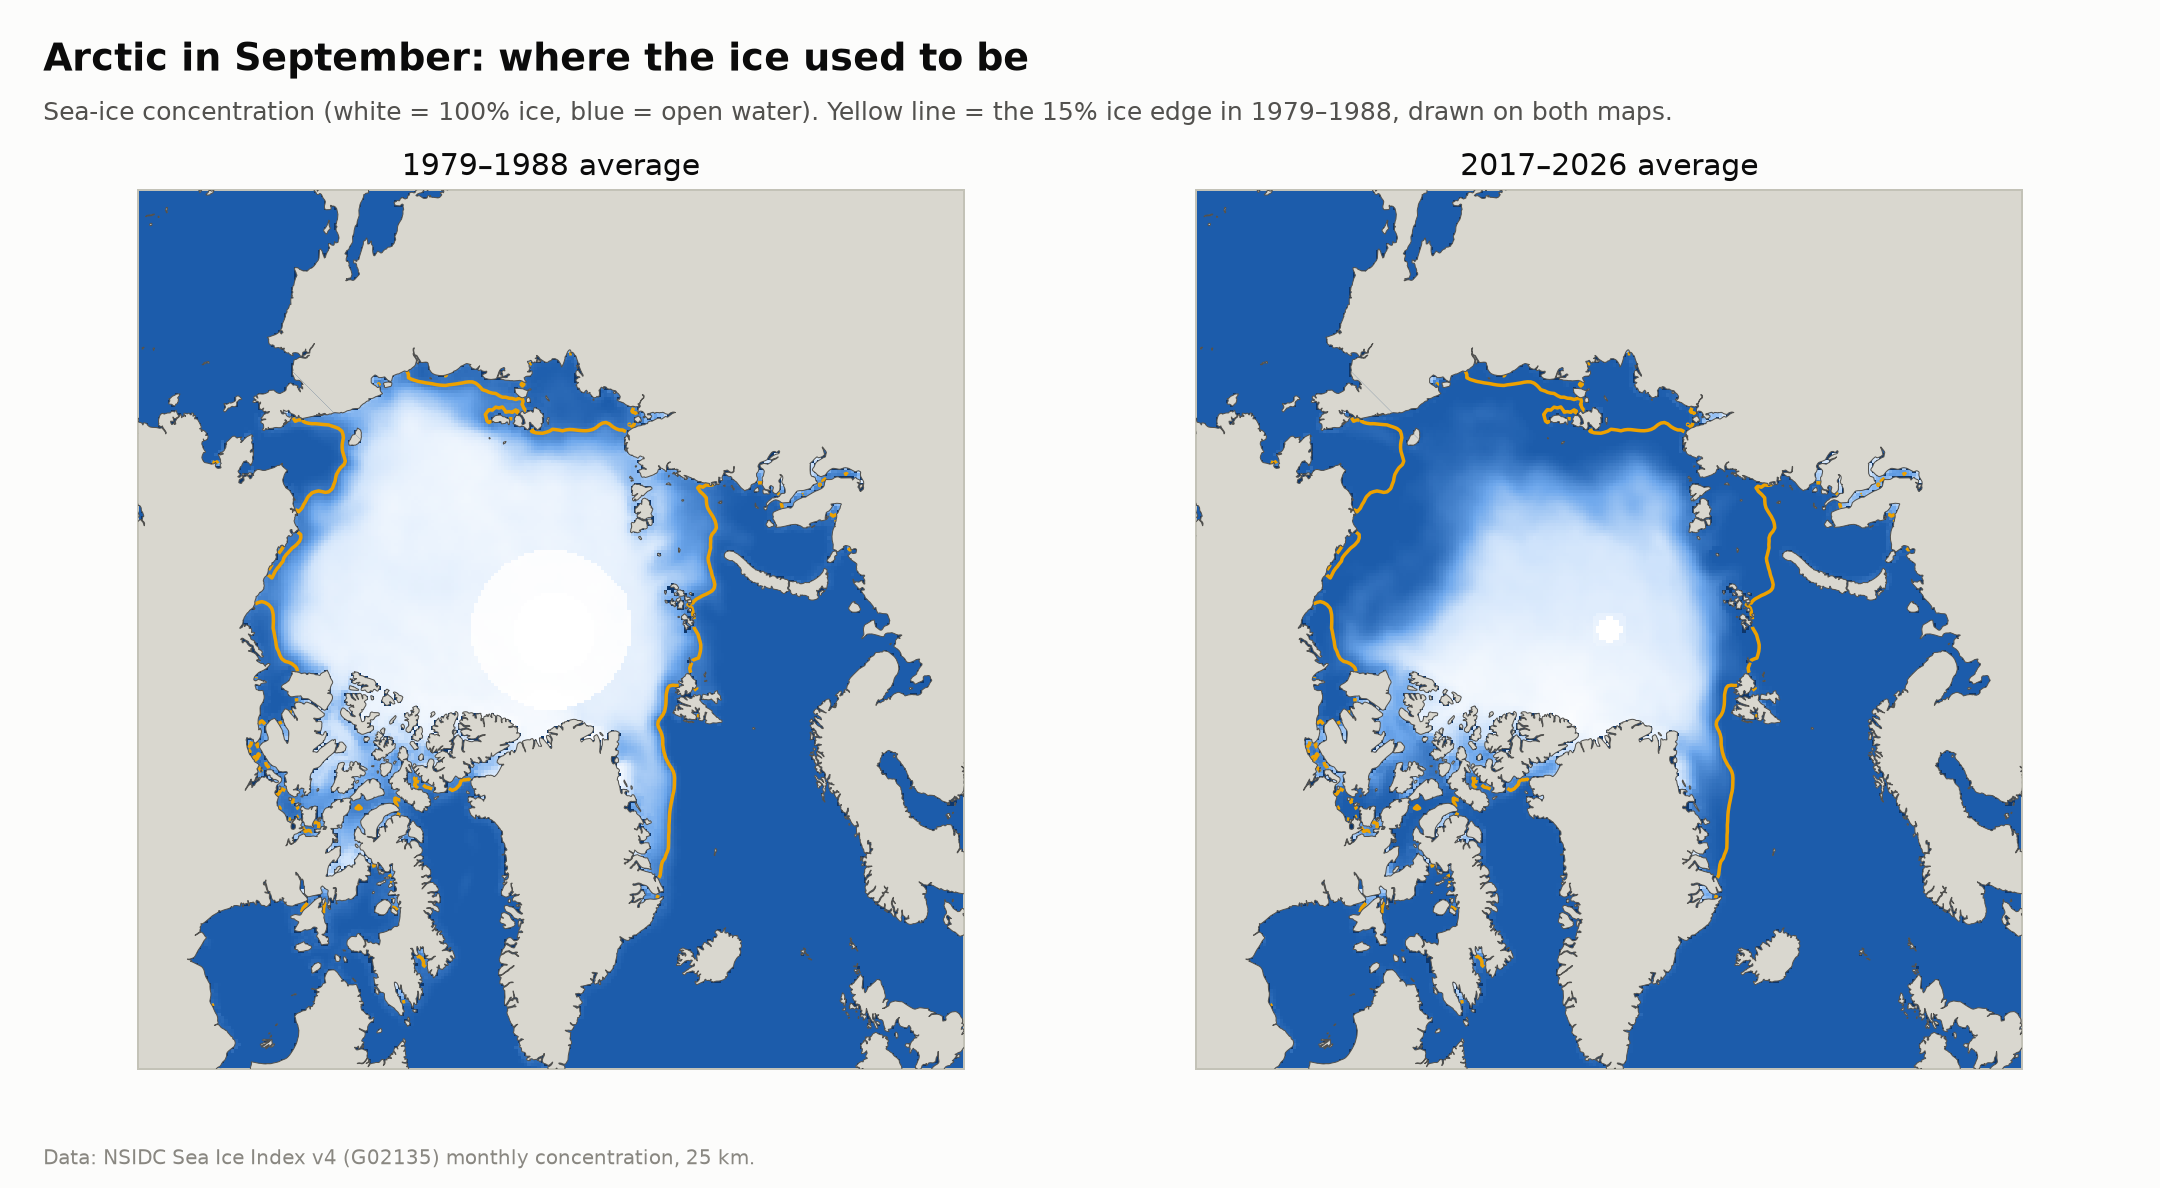 Arctic in September: where the ice used to be
Sea-ice concentration (white = 100% ice, blue = open water). Yellow line = the 15% ice edge in 1979–1988, drawn on both maps.
1979–1988 average
2017–2026 average
Data: NSIDC Sea Ice Index v4 (G02135) monthly concentration, 25 km.